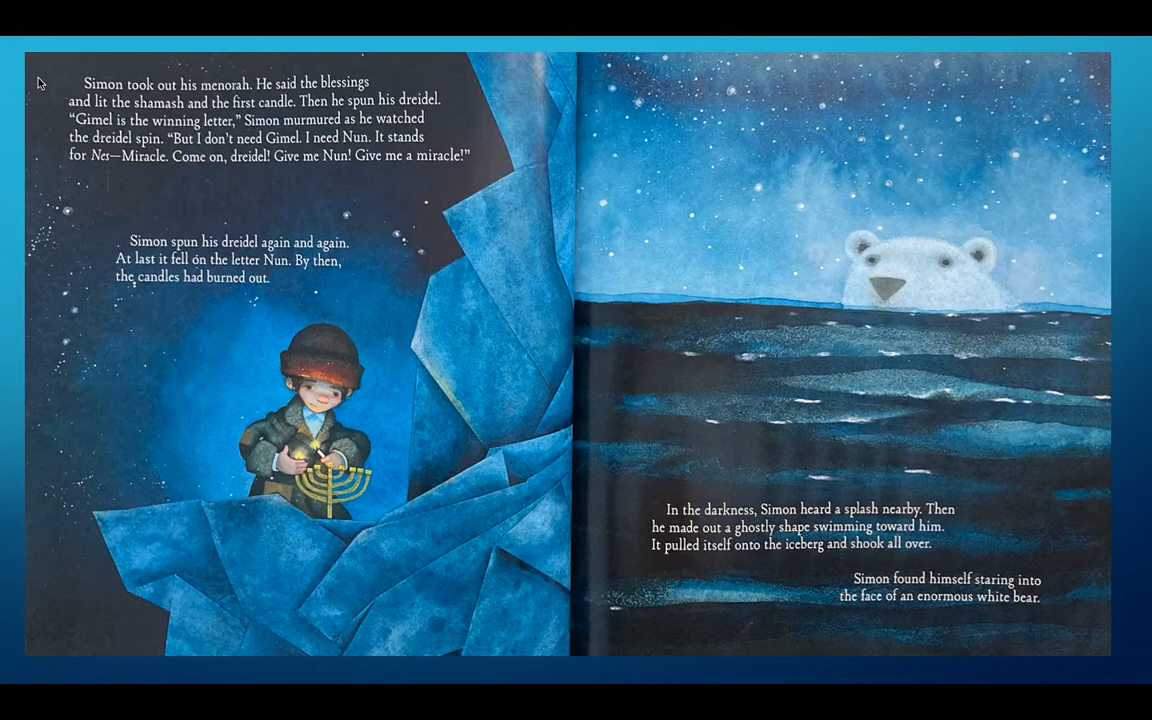 Simon took out his menorah. He said the blessings
and lit the shamash and the first candle. Then he spun his dreidel.
“Gimel is the winning letter,” Simon murmured as he watched
the dreidel spin. “But I don’t need Gimel. I need Nun. It stands
for Nes—Miracle. Come on, dreidel! Give me Nun! Give me a miracle!”
Simon spun his dreidel again and again.
At last it fell on the letter Nun. By then,
the candles had burned out.
In the darkness, Simon heard a splash nearby. Then
he made out a ghostly shape swimming toward him.
It pulled itself onto the iceberg and shook all over.
Simon found himself staring into
the face of an enormous white bear.